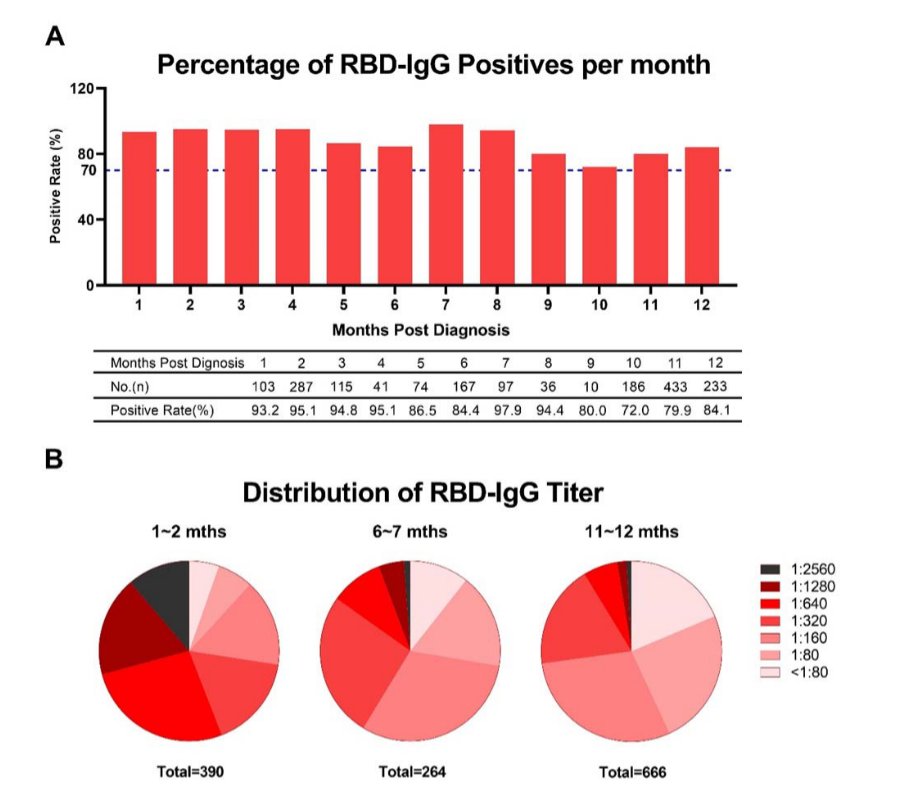 A
Percentage of RBD-IgG Positives per month
Positive Rate (%)
120
80
70
40
0
1 2 3 4 5 6 7 8 9 10 11 12
Months Post Diagnosis
Months Post Dignosis 1 2 3 4 5 6 7 8 9 10 11 12
No.(n) 103 287 115 41 74 167 97 36 10 186 433 233
Positive Rate(%) 93.2 95.1 94.8 95.1 86.5 84.4 97.9 94.4 80.0 72.0 79.9 84.1
B
Distribution of RBD-IgG Titer
1~2 mths 6~7 mths 11~12 mths
1:2560
1:1280
1:640
1:320
1:160
1:80
<1:80
Total=390 Total=264 Total=666